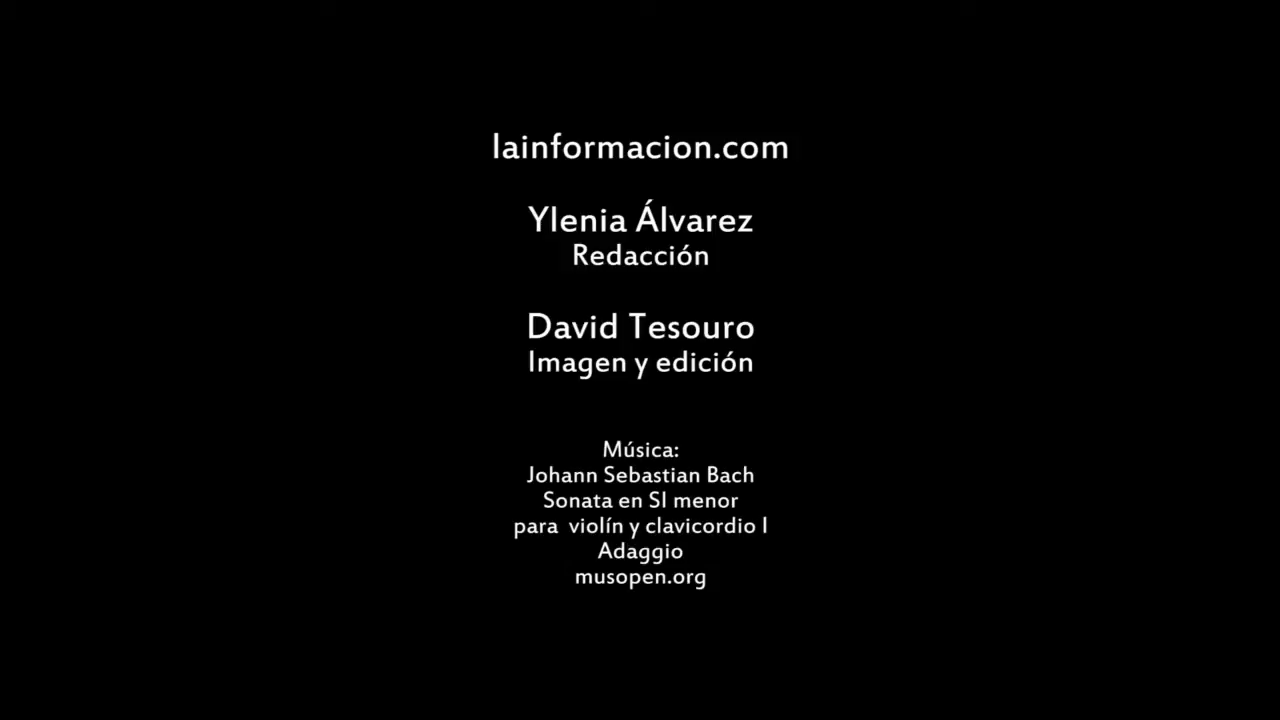 lainformacion.com
Ylenia Álvarez
Redacción
David Tesouro
Imagen y edición
Música:
Johann Sebastian Bach
Sonata en SI menor
para  violín y clavicordio I
Adaggio
musopen.org